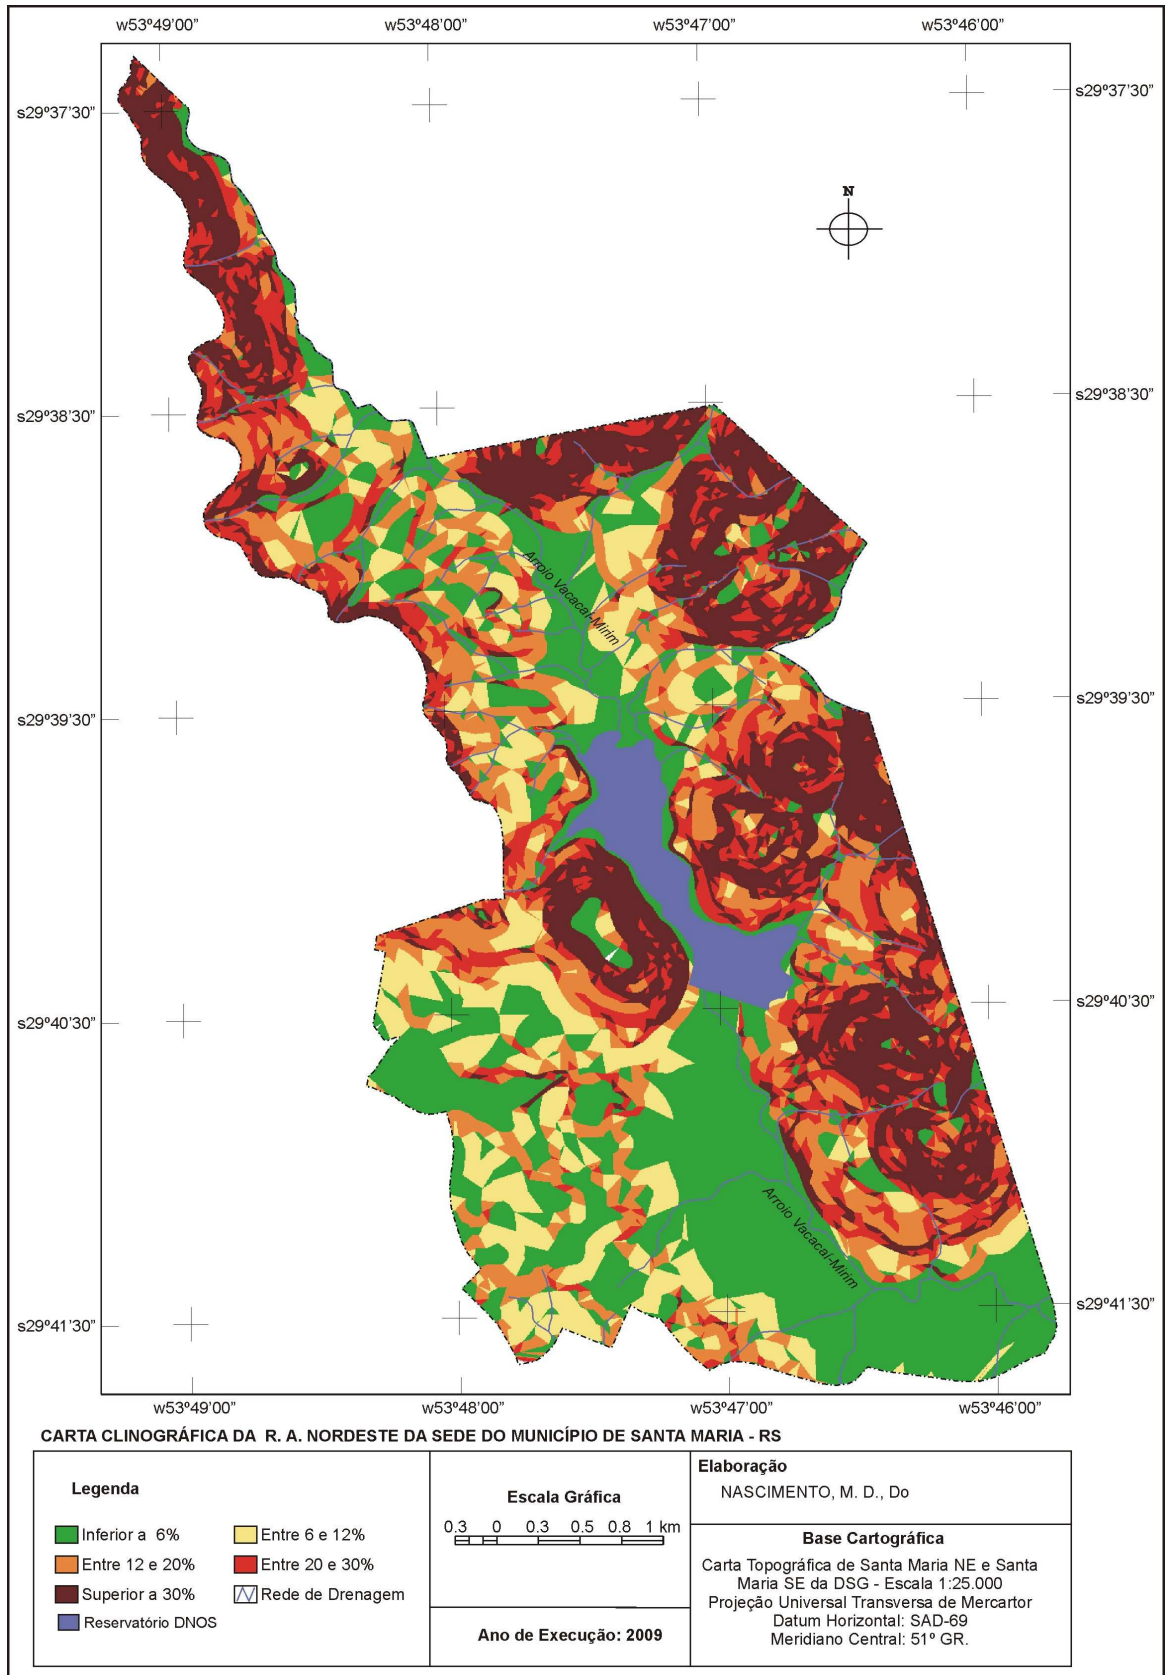 w53º49'00" w53º48'00" w53º47'00" w53º46'00"
s29º37'30" s29º37'30"
N
s29º38'30" s29º38'30"
Arroio Vacacaí-Mirim
s29º39'30" s29º39'30"
s29º40'30" s29º40'30"
Arroio Vacacaí-Mirim
s29º41'30" s29º41'30"
w53º49'00" w53º48'00" w53º47'00" w53º46'00"
CARTA CLINOGRÁFICA DA R. A. NORDESTE DA SEDE DO MUNICÍPIO DE SANTA MARIA - RS
Legenda
Inferior a 6% Entre 6 e 12%
Entre 12 e 20% Entre 20 e 30%
Superior a 30% Rede de Drenagem
Reservatório DNOS
Escala Gráfica
0.3 0 0.3 0.5 0.8 1 km
Ano de Execução: 2009
Elaboração
NASCIMENTO, M. D., Do
Base Cartográfica
Carta Topográfica de Santa Maria NE e Santa
Maria SE da DSG - Escala 1:25.000
Projeção Universal Transversa de Mercartor
Datum Horizontal: SAD-69
Meridiano Central: 51º GR.